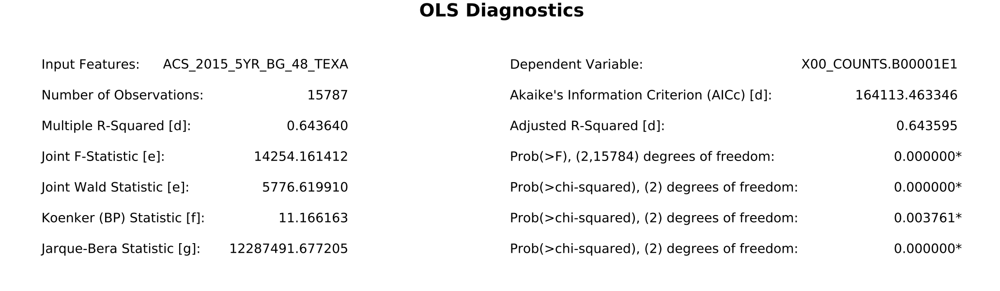 OLS Diagnostics
Input Features: ACS_2015_5YR_BG_48_TEXA Dependent Variable: X00_COUNTS.B00001E1
Number of Observations: 15787 Akaike's Information Criterion (AICc) [d]: 164113.463346
Multiple R-Squared [d]: 0.643640 Adjusted R-Squared [d]: 0.643595
Joint F-Statistic [e]: 14254.161412 Prob(>F), (2,15784) degrees of freedom: 0.000000*
Joint Wald Statistic [e]: 5776.619910 Prob(>chi-squared), (2) degrees of freedom: 0.000000*
Koenker (BP) Statistic [f]: 11.166163 Prob(>chi-squared), (2) degrees of freedom: 0.003761*
Jarque-Bera Statistic [g]: 12287491.677205 Prob(>chi-squared), (2) degrees of freedom: 0.000000*